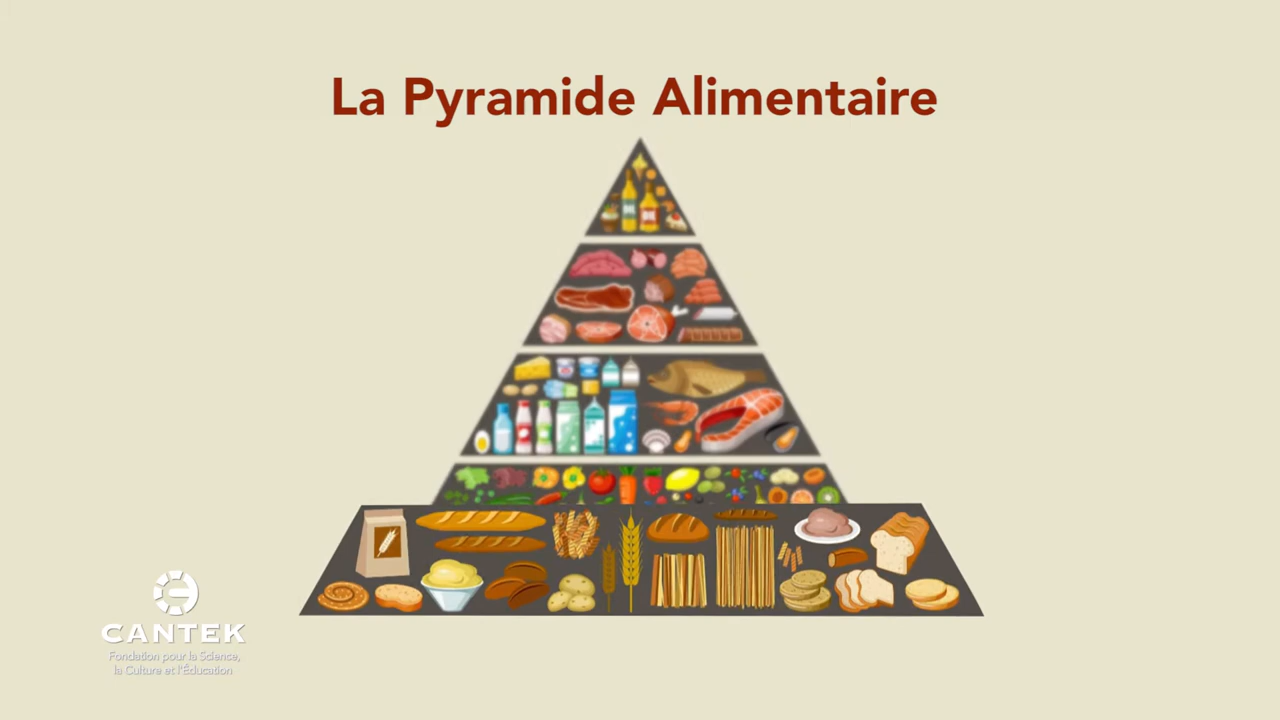 La Pyramide Alimentaire
CANTEK
Fondation pour la Science,
la Culture et l'Éducation